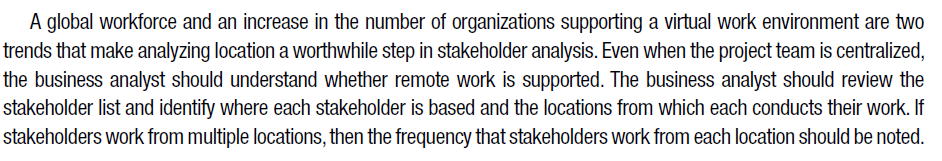 A global workforce and an increase in the number of organizations supporting a virtual work environment are two
trends that make analyzing location a worthwhile step in stakeholder analysis. Even when the project team is centralized,
the business analyst should understand whether remote work is supported. The business analyst should review the
stakeholder list and identify where each stakeholder is based and the locations from which each conducts their work. If
stakeholders work from multiple locations, then the frequency that stakeholders work from each location should be noted.